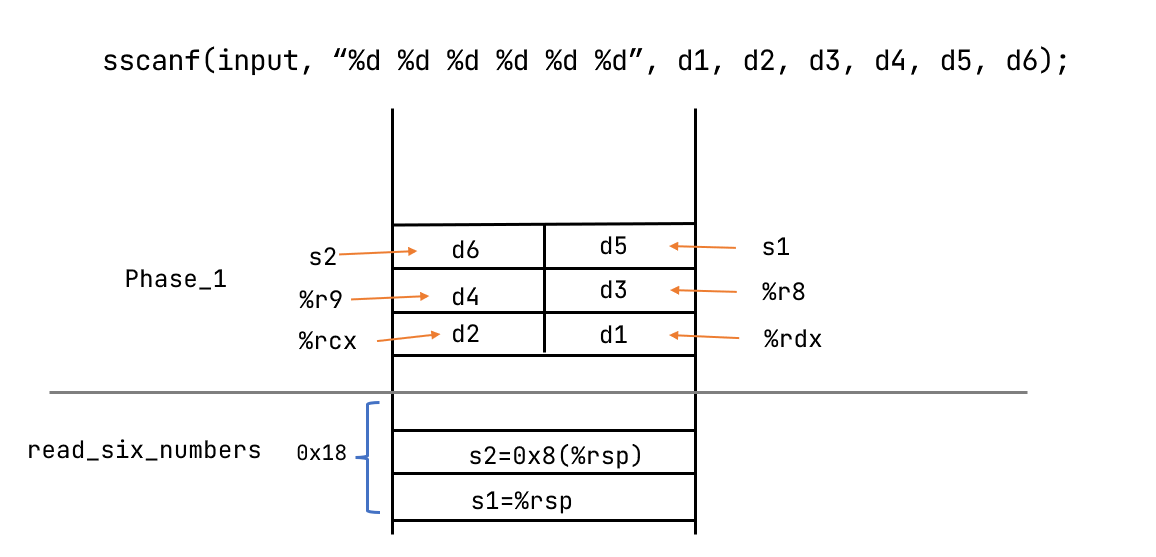 sscanf(input, “%d %d %d %d %d %d”, d1, d2, d3, d4, d5, d6);
s2 d6 d5 s1
Phase_1
%r9 d4 d3 %r8
%rcx d2 d1 %rdx
read_six_numbers 0x18 s2=0x8(%rsp)
s1=%rsp